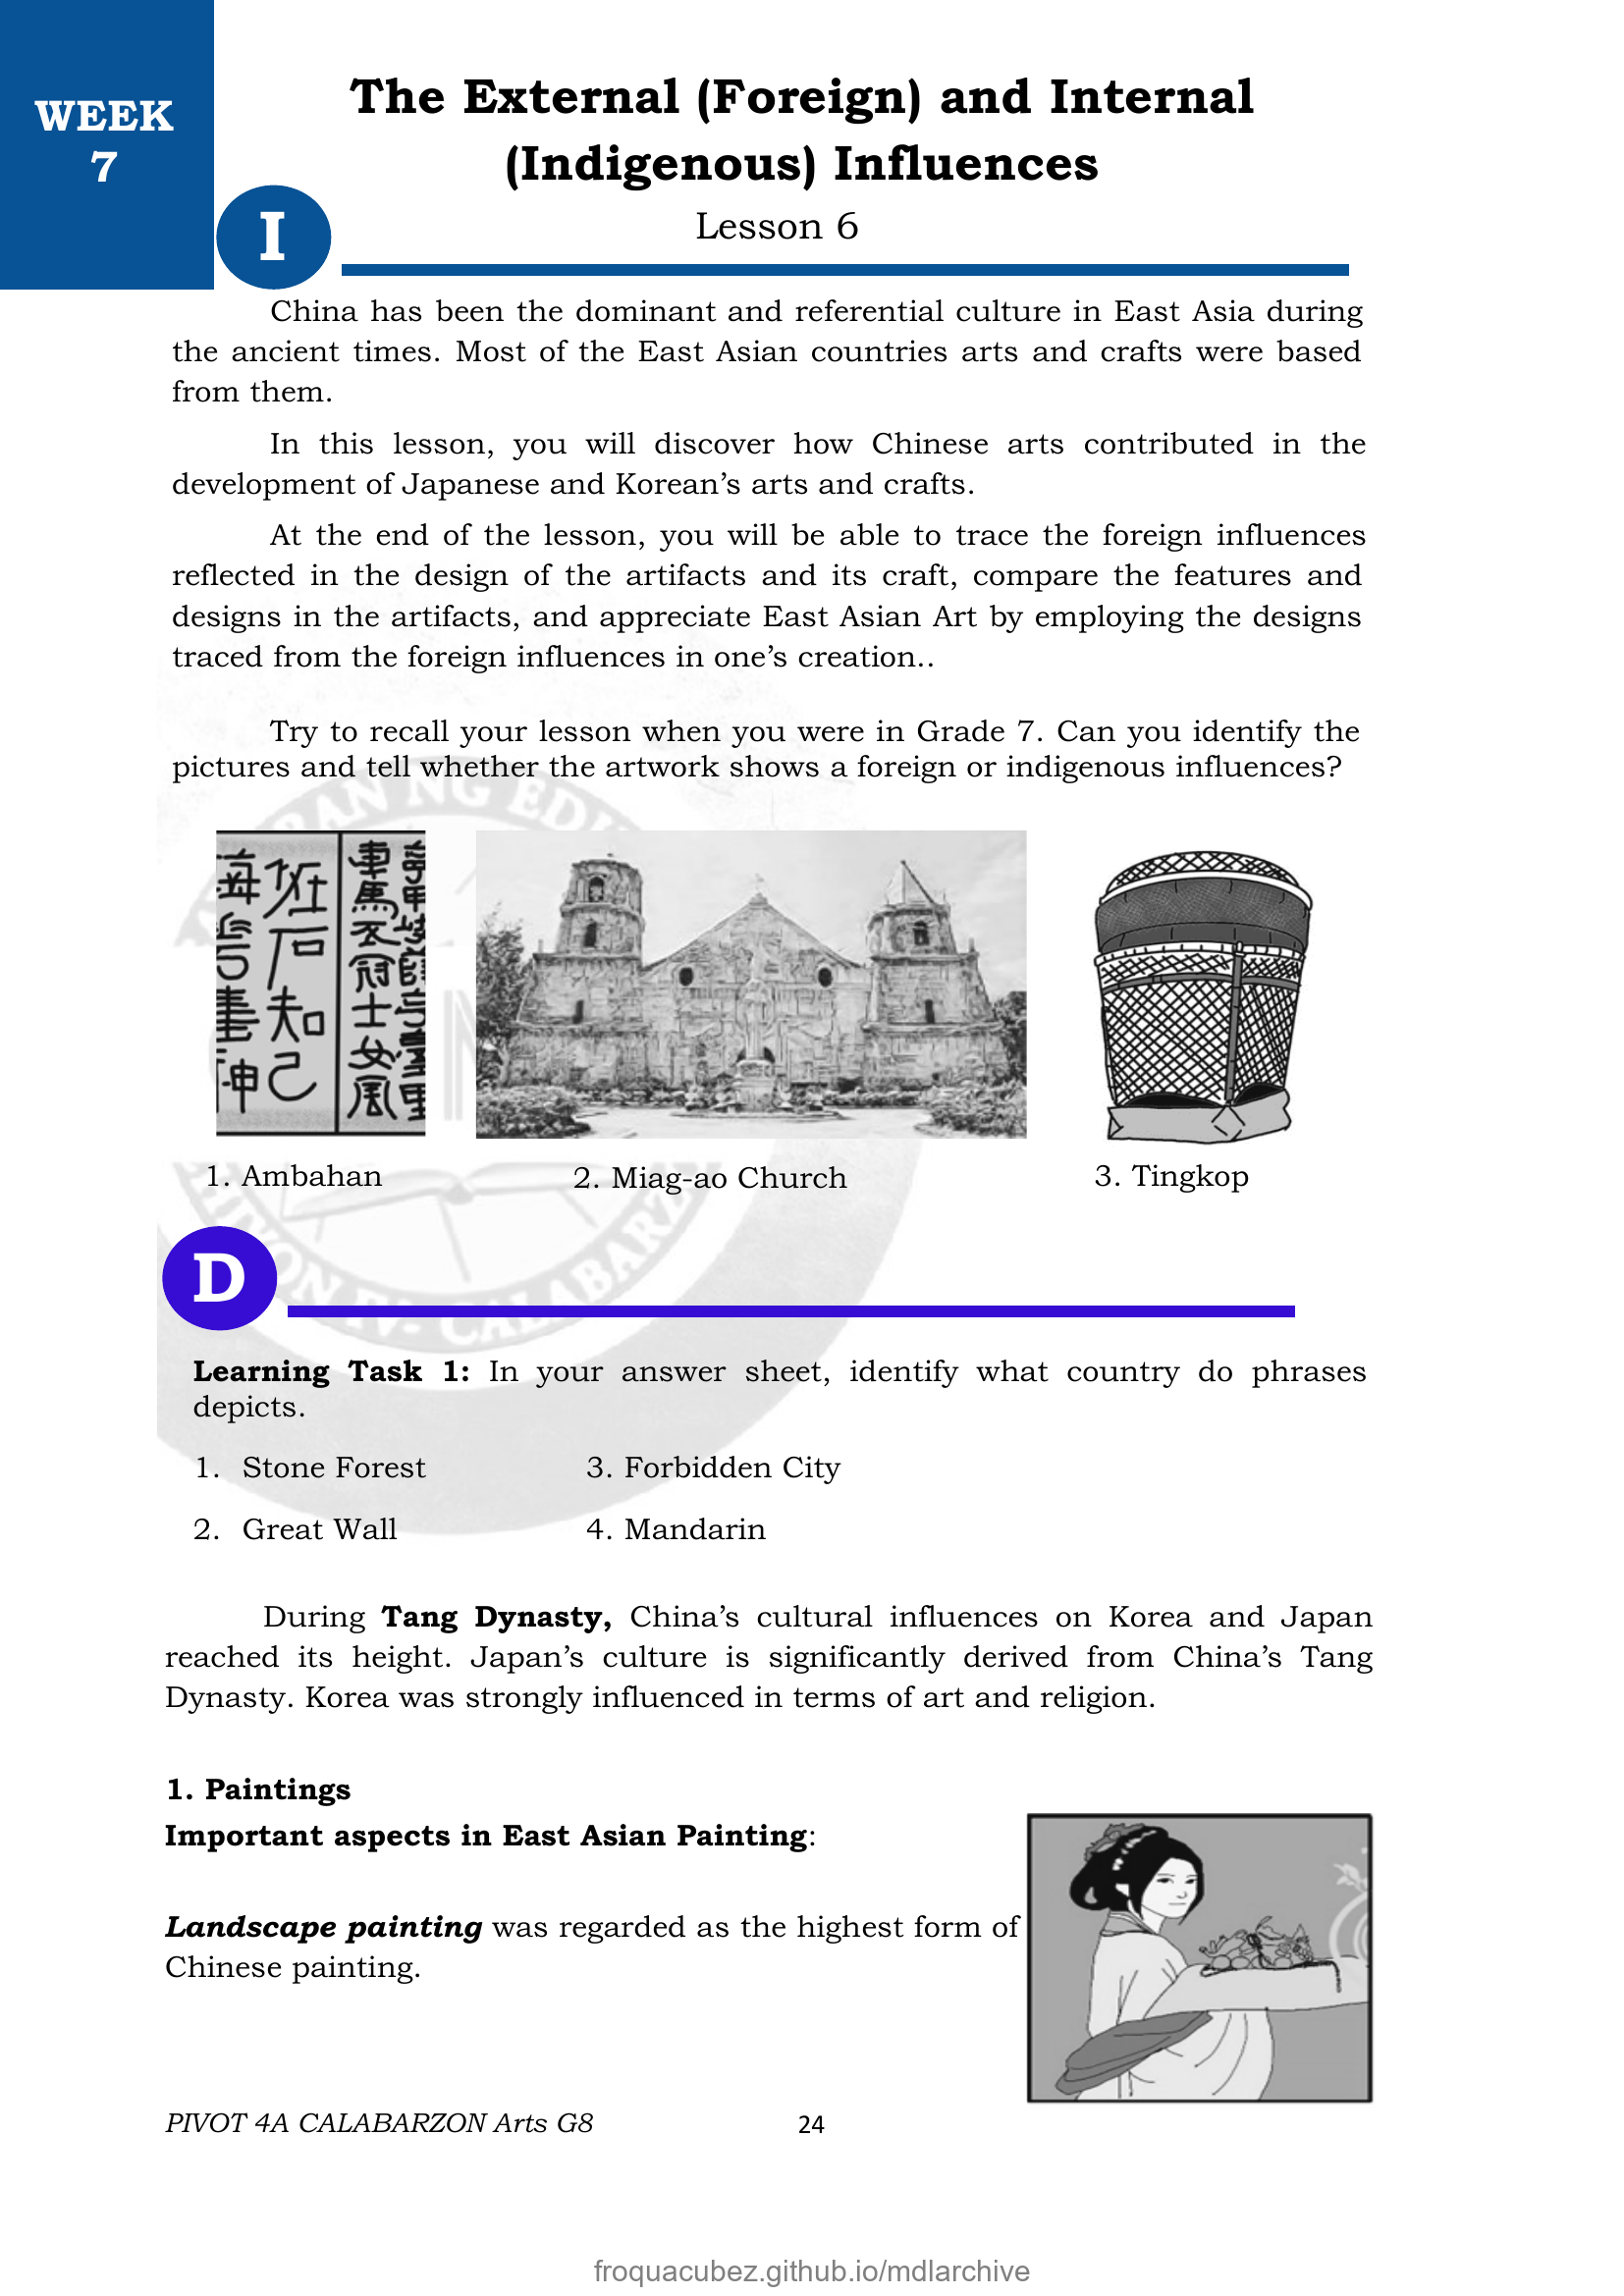 WEEK
7
The External (Foreign) and Internal
(Indigenous) Influences
Lesson 6
I
China has been the dominant and referential culture in East Asia during
the ancient times. Most of the East Asian countries arts and crafts were based
from them.
In this lesson, you will discover how Chinese arts contributed in the
development of Japanese and Korean's arts and crafts.
At the end of the lesson, you will be able to trace the foreign influences
reflected in the design of the artifacts and its craft, compare the features and
designs in the artifacts, and appreciate East Asian Art by employing the designs
traced from the foreign influences in one's creation..
Try to recall your lesson when you were in Grade 7. Can you identify the
pictures and tell whether the artwork shows a foreign or indigenous influences?
車馬衣冠士女風
在石知己
1. Ambahan
2. Miag-ao Church
3. Tingkop
D
Learning Task 1: In your answer sheet, identify what country do phrases
depicts.
1. Stone Forest
3. Forbidden City
2. Great Wall
4. Mandarin
During Tang Dynasty, China's cultural influences on Korea and Japan
reached its height. Japan's culture is significantly derived from China's Tang
Dynasty. Korea was strongly influenced in terms of art and religion.
1. Paintings
Important aspects in East Asian Painting:
Landscape painting was regarded as the highest form of
Chinese painting.
PIVOT 4A CALABARZON Arts G8
24
froquacubez.github.io/mdlarchive